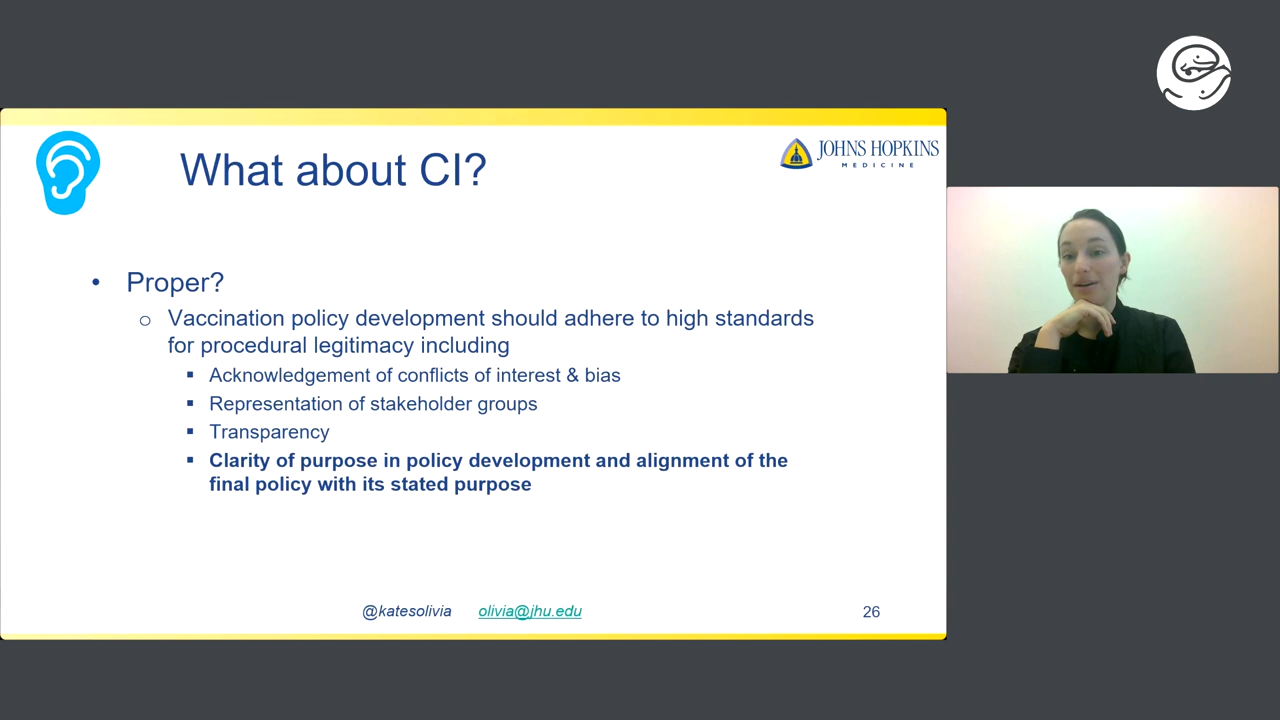 What about CI?
JOHNS HOPKINS
MEDICINE
• Proper?
o Vaccination policy development should adhere to high standards
for procedural legitimacy including
▪ Acknowledgement of conflicts of interest & bias
▪ Representation of stakeholder groups
▪ Transparency
▪ Clarity of purpose in policy development and alignment of the
final policy with its stated purpose
@katesolivia olivia@jhu.edu 26